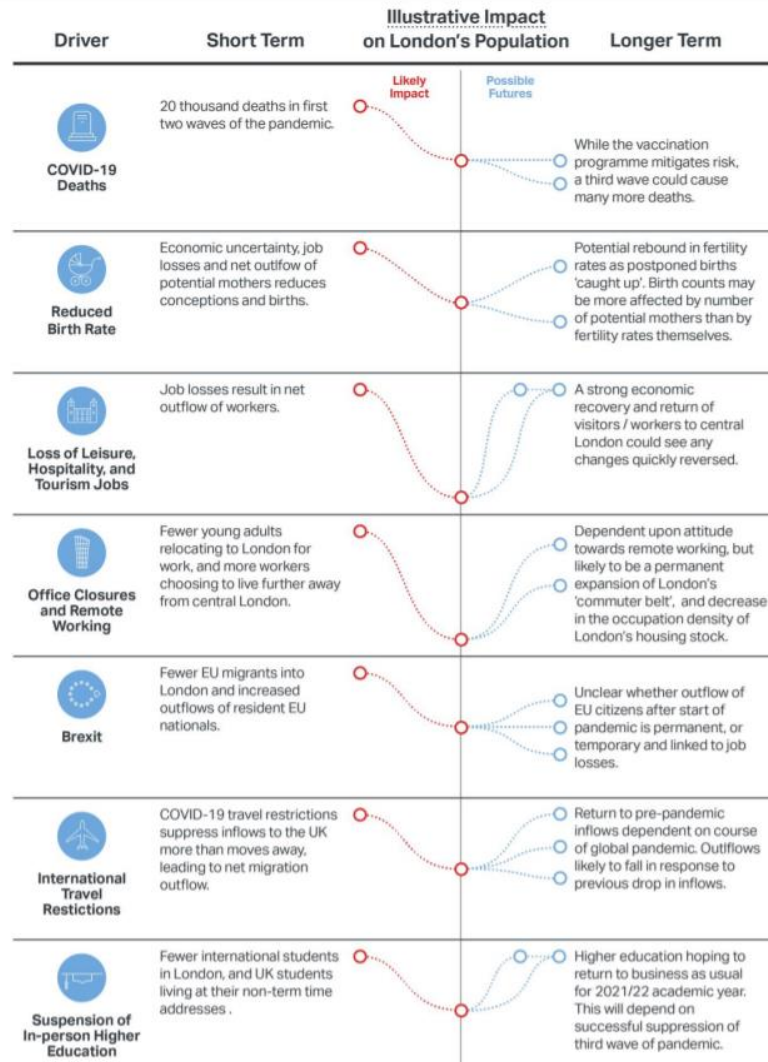 Illustrative Impact
Driver
Short Term
on London's Population
Longer Term
Likely
Impact
Possible
Futures
COVID-19
Deaths
20 thousand deaths in first
two waves of the pandemic.
While the vaccination
programme mitigates risk,
a third wave could cause
many more deaths.
Reduced
Birth Rate
Economic uncertainty, job
losses and net outlfow of
potential mothers reduces
conceptions and births.
Potential rebound in fertility
rates as postponed births
'caught up'. Birth counts may
be more affected by number
of potential mothers than by
fertility rates themselves.
Loss of Leisure,
Hospitality, and
Tourism Jobs
Job losses result in net
outflow of workers.
A strong economic
recovery and return of
visitors / workers to central
London could see any
changes quickly reversed.
Office Closures
and Remote
Working
Fewer young adults
relocating to London for
work, and more workers
choosing to live further away
from central London.
Dependent upon attitude
towards remote working, but
likely to be a permanent
expansion of London's
'commuter belt', and decrease
in the occupation density of
London's housing stock.
Brexit
Fewer EU migrants into
London and increased
outflows of resident EU
nationals.
Unclear whether outflow of
EU citizens after start of
pandemic is permanent, or
temporary and linked to job
losses.
International
Travel
Restictions
COVID-19 travel restrictions
suppress inflows to the UK
more than moves away,
leading to net migration
outflow.
Return to pre-pandemic
inflows dependent on course
of global pandemic. Outlflows
likely to fall in response to
previous drop in inflows.
Suspension of
In-person Higher
Education
Fewer international students
in London, and UK students
living at their non-term time
addresses .
Higher education hoping to
return to business as usual
for 2021/22 academic year.
This will depend on
successful suppression of
third wave of pandemic.